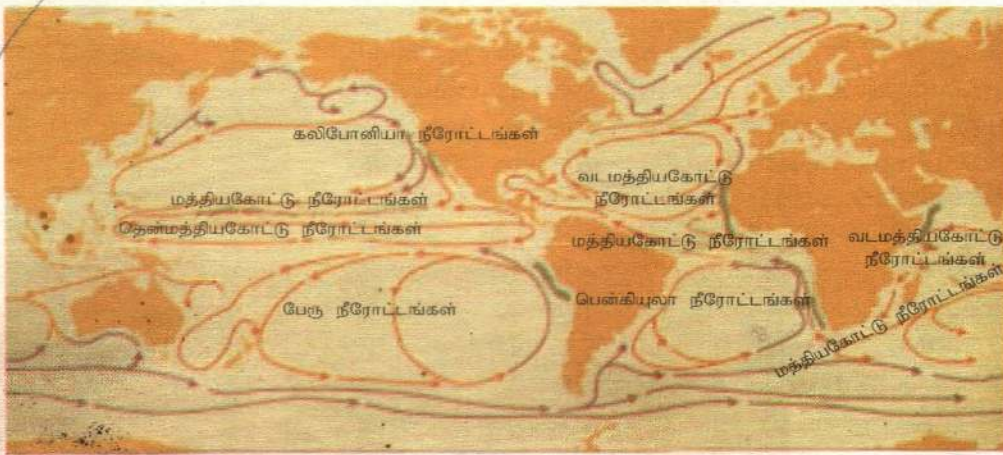 கலிபோனியா நீரோட்டங்கள்
வடமத்தியகோட்டு
நீரோட்டங்கள்
மத்தியகோட்டு நீரோட்டங்கள்
தென்மத்தியகோட்டு நீரோட்டங்கள்
மத்தியகோட்டு நீரோட்டங்கள்
வடமத்தியகோட்டு
நீரோட்டங்கள்
பேரு நீரோட்டங்கள்
பென்கியுலா நீரோட்டங்கள்
மத்தியகோட்டு நீரோட்டங்கள்